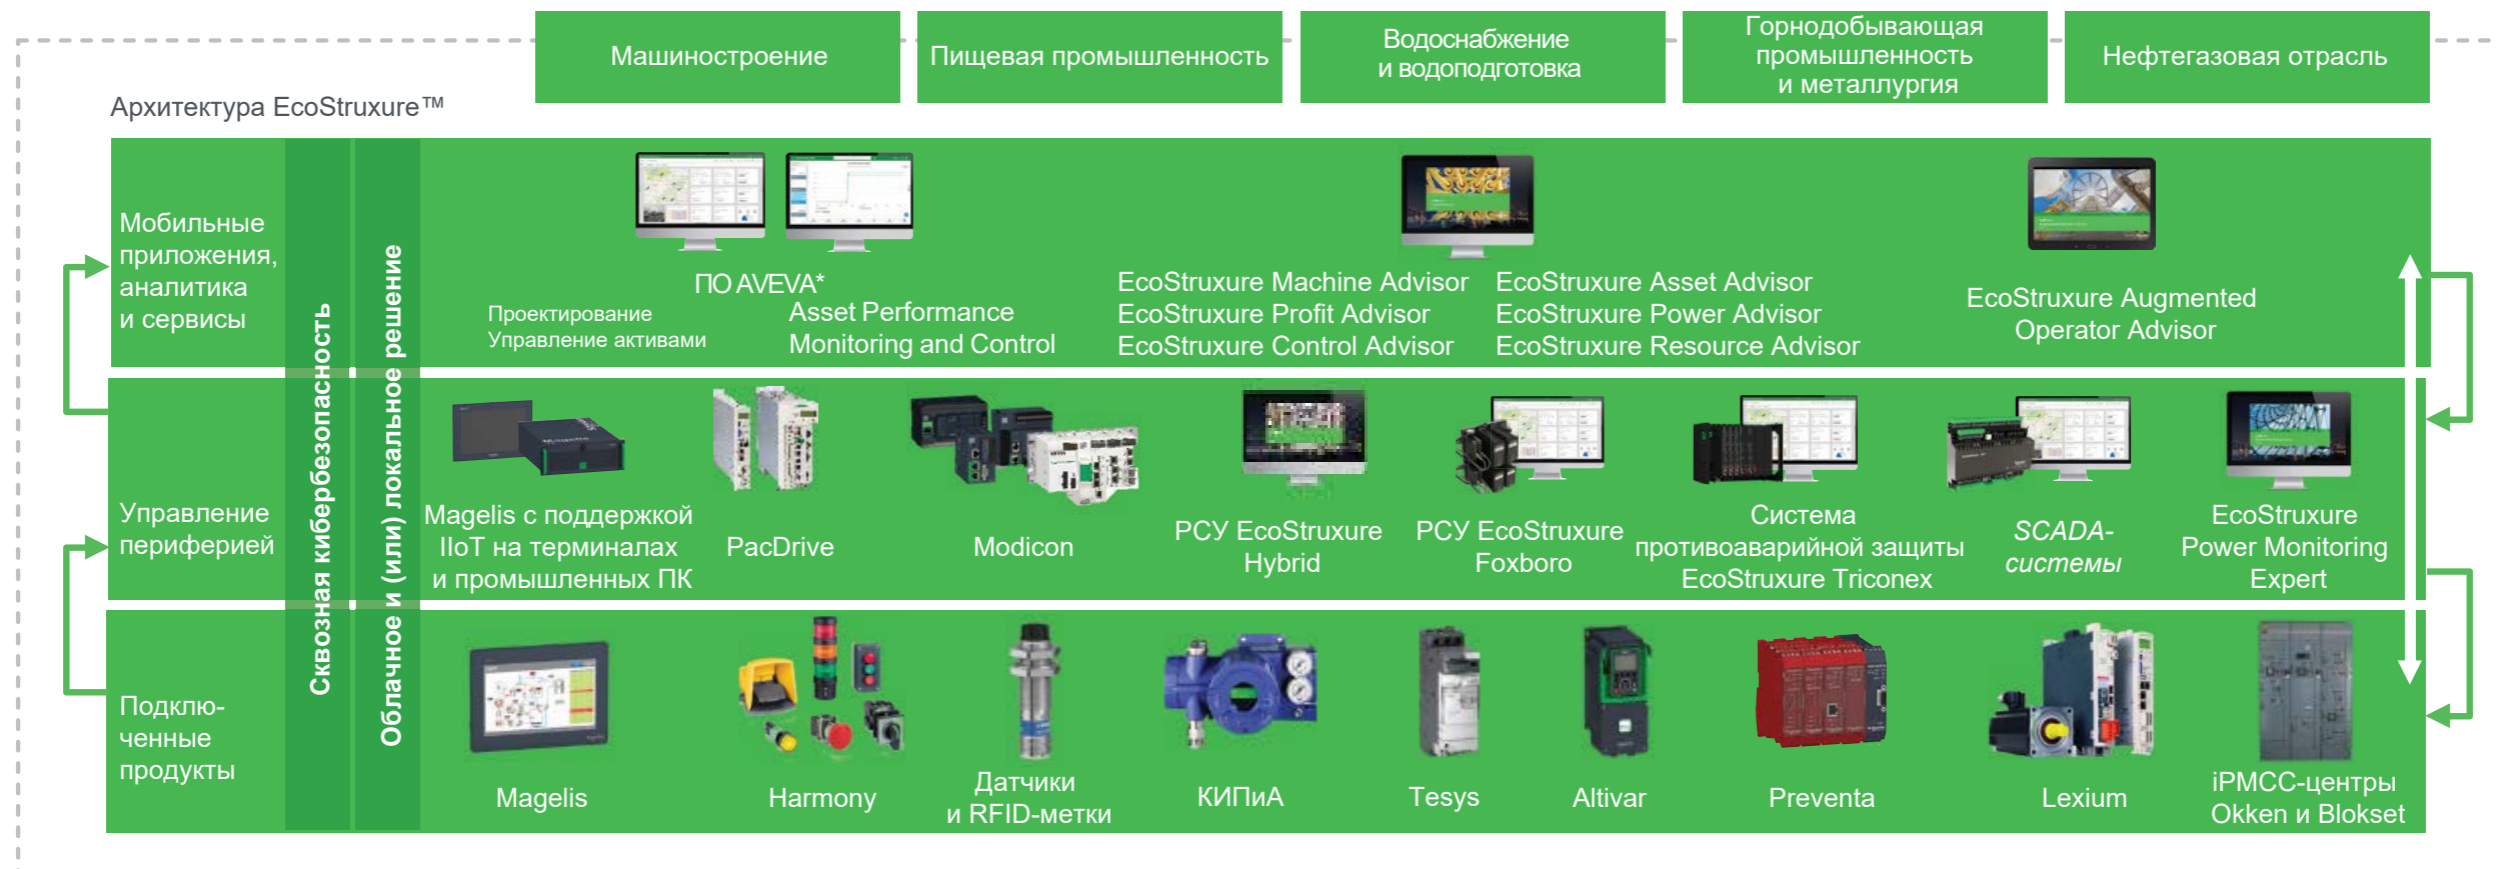 Машиностроение
Пищевая промышленность
Водоснабжение
и водоподготовка
Горнодобывающая
промышленность
и металлургия
Нефтегазовая отрасль
Архитектура EcoStruxure™
Мобильные
приложения,
аналитика
и сервисы
Сквозная кибербезопасность
Облачное и (или) локальное решение
ПО AVEVA*
Проектирование
Управление активами
Asset Performance
Monitoring and Control
EcoStruxure Machine Advisor
EcoStruxure Profit Advisor
EcoStruxure Control Advisor
EcoStruxure Asset Advisor
EcoStruxure Power Advisor
EcoStruxure Resource Advisor
EcoStruxure Augmented
Operator Advisor
Управление
периферией
Magelis с поддержкой
IIoT на терминалах
и промышленных ПК
PacDrive
Modicon
РСУ EcoStruxure
Hybrid
РСУ EcoStruxure
Foxboro
Система
противоаварийной защиты
EcoStruxure Triconex
SCADA-
системы
EcoStruxure
Power Monitoring
Expert
Подклю-
ченные
продукты
Magelis
Harmony
Датчики
и RFID-метки
КИПиА
Tesys
Altivar
Preventa
Lexium
iPMCC-центры
Okken и Blokset